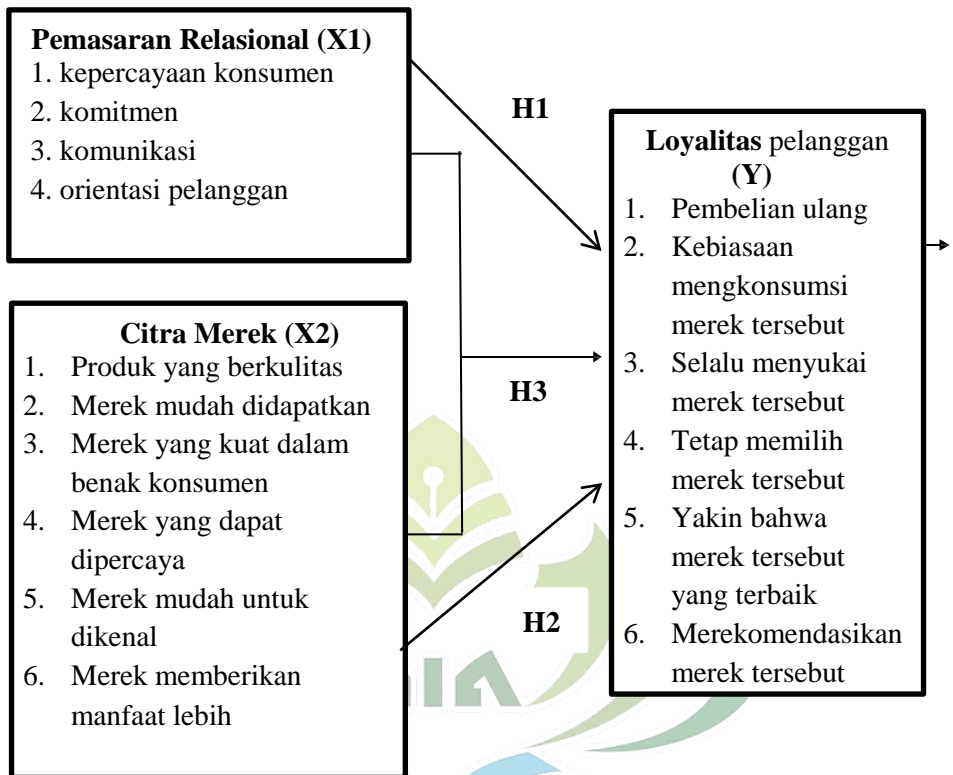 Pemasaran Relasional (X1)
1. kepercayaan konsumen
2. komitmen
3. komunikasi
4. orientasi pelanggan
H1
Citra Merek (X2)
1. Produk yang berkulitas
2. Merek mudah didapatkan
3. Merek yang kuat dalam
benak konsumen
4. Merek yang dapat
dipercaya
5. Merek mudah untuk
dikenal
6. Merek memberikan
manfaat lebih
H3
H2
Loyalitas pelanggan
(Y)
1. Pembelian ulang
2. Kebiasaan
mengkonsumsi
merek tersebut
3. Selalu menyukai
merek tersebut
4. Tetap memilih
merek tersebut
5. Yakin bahwa
merek tersebut
yang terbaik
6. Merekomendasikan
merek tersebut